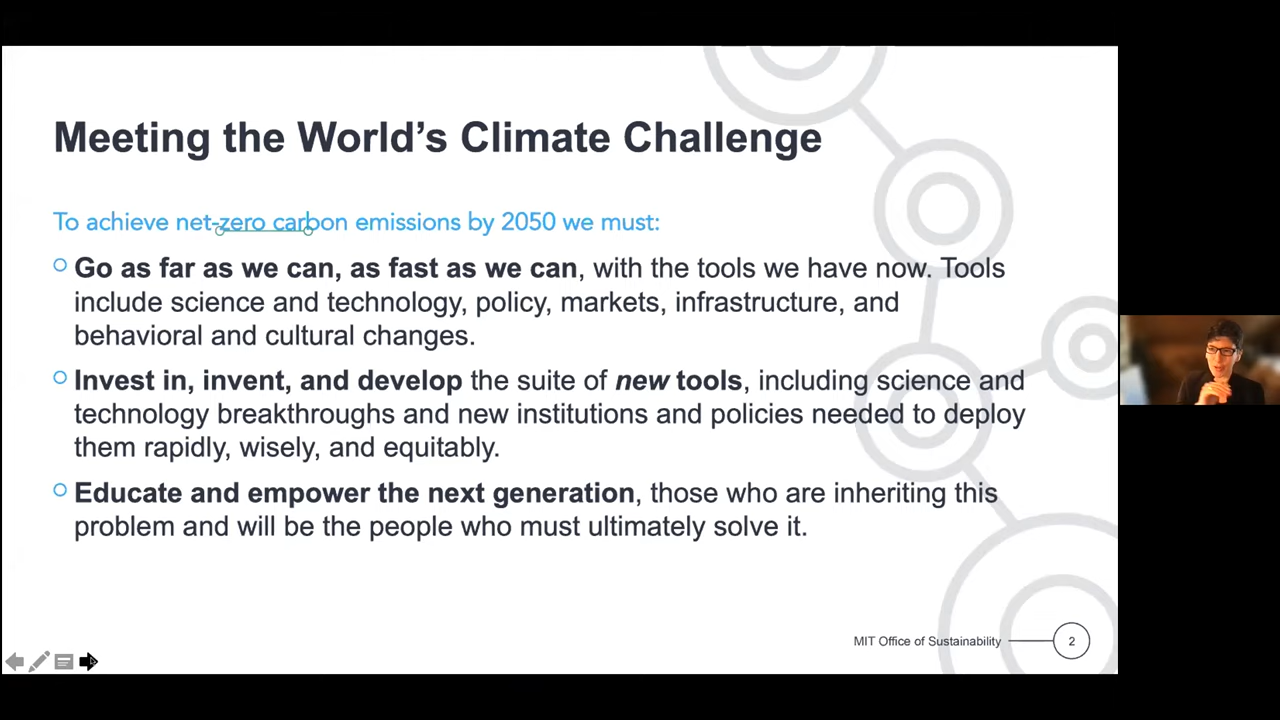 Meeting the World’s Climate Challenge
To achieve net-zero carbon emissions by 2050 we must:
Go as far as we can, as fast as we can, with the tools we have now. Tools
include science and technology, policy, markets, infrastructure, and
behavioral and cultural changes.
Invest in, invent, and develop the suite of new tools, including science and
technology breakthroughs and new institutions and policies needed to deploy
them rapidly, wisely, and equitably.
Educate and empower the next generation, those who are inheriting this
problem and will be the people who must ultimately solve it.
MIT Office of Sustainability 2